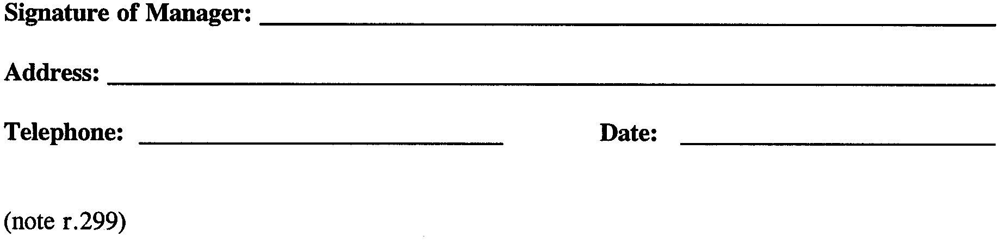 Signature of Manager:
Address:
Telephone: Date:
(note r.299)